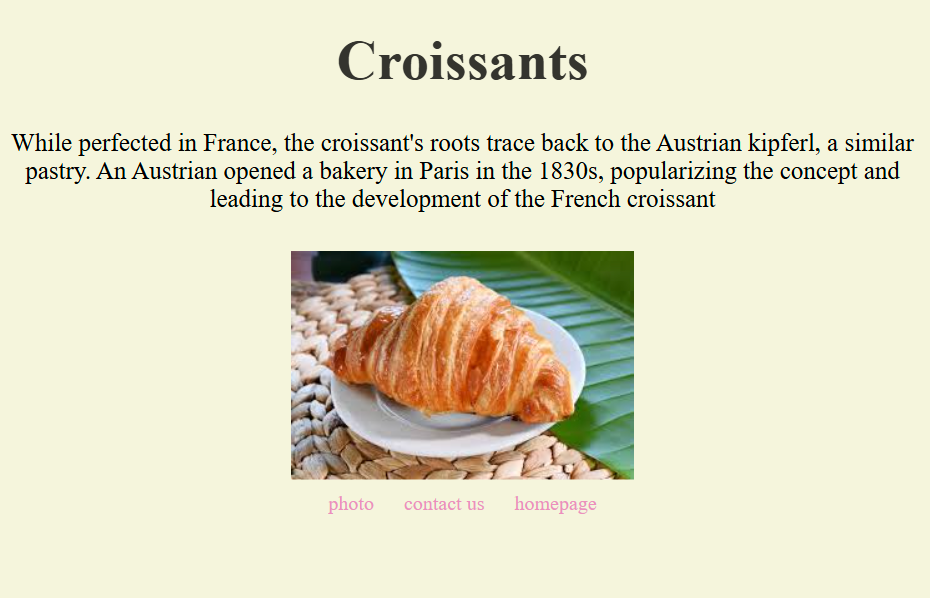 Croissants
While perfected in France, the croissant's roots trace back to the Austrian kipferl, a similar
pastry. An Austrian opened a bakery in Paris in the 1830s, popularizing the concept and
leading to the development of the French croissant
photo contact us homepage